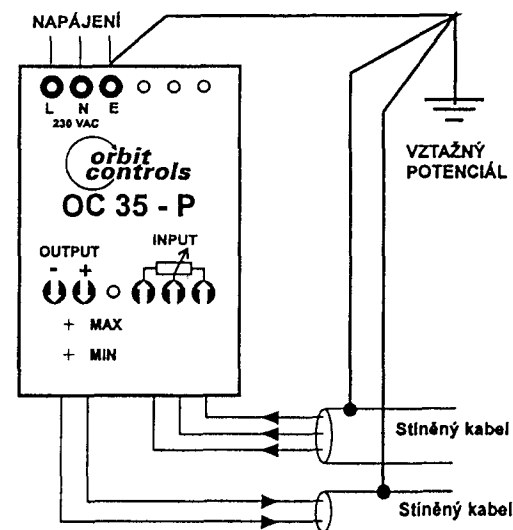 NAPÁJENÍ
L N E
230 VAC
orbit
controls
OC 35 - P
OUTPUT
INPUT
- +
+ MAX
+ MIN
VZTAŽNÝ
POTENCIÁL
Stíněný kabel
Stíněný kabel